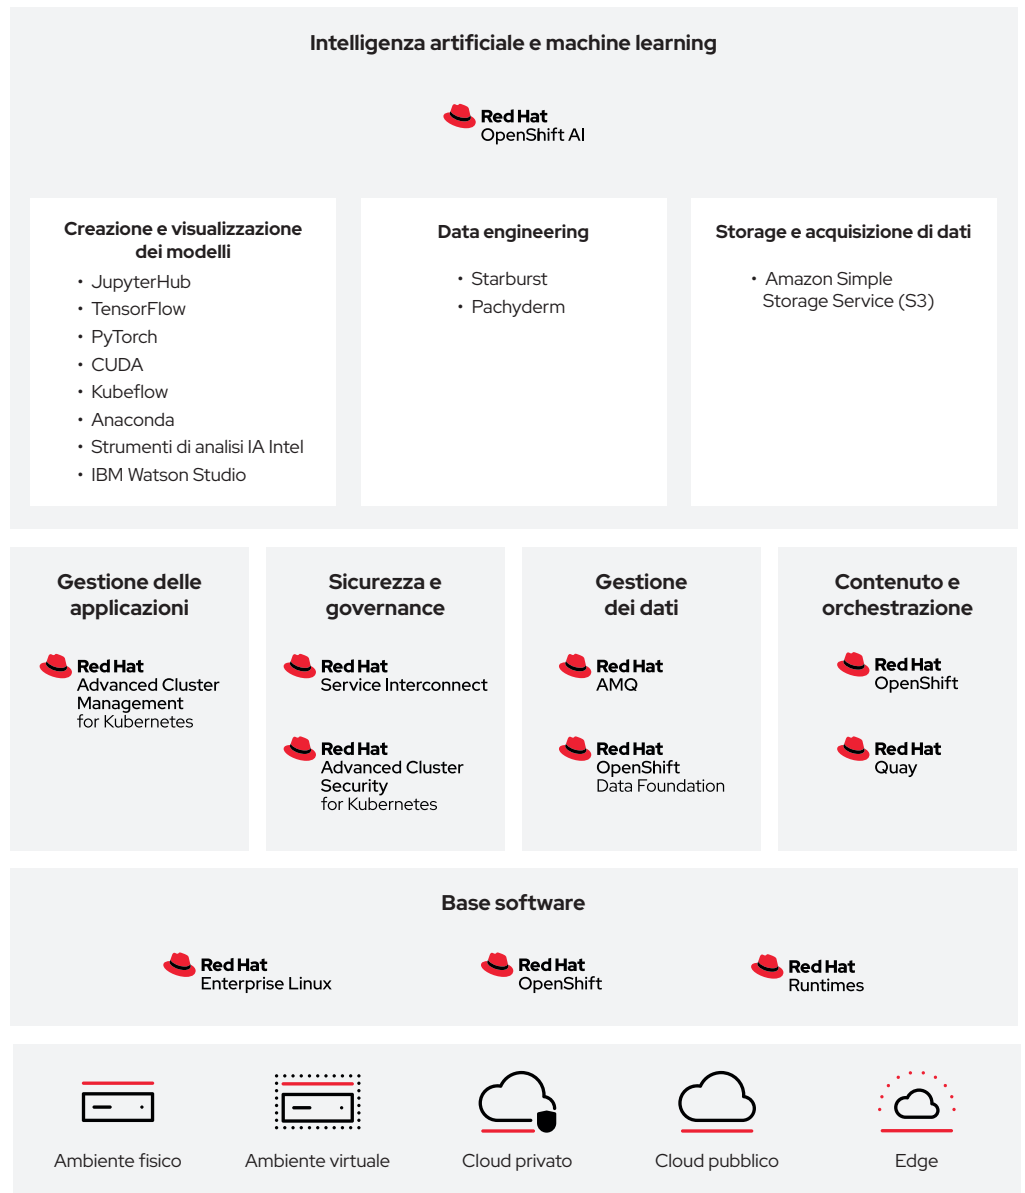 Intelligenza artificiale e machine learning
Red Hat
OpenShift AI
Creazione e visualizzazione
dei modelli
• JupyterHub
• TensorFlow
• PyTorch
• CUDA
• Kubeflow
• Anaconda
• Strumenti di analisi IA Intel
• IBM Watson Studio
Data engineering
• Starburst
• Pachyderm
Storage e acquisizione di dati
• Amazon Simple
Storage Service (S3)
Gestione delle
applicazioni
Red Hat
Advanced Cluster
Management
for Kubernetes
Sicurezza e
governance
Red Hat
Service Interconnect
Red Hat
Advanced Cluster
Security
for Kubernetes
Gestione
dei dati
Red Hat
AMQ
Red Hat
OpenShift
Data Foundation
Contenuto e
orchestrazione
Red Hat
OpenShift
Red Hat
Quay
Base software
Red Hat
Enterprise Linux
Red Hat
OpenShift
Red Hat
Runtimes
Ambiente fisico
Ambiente virtuale
Cloud privato
Cloud pubblico
Edge